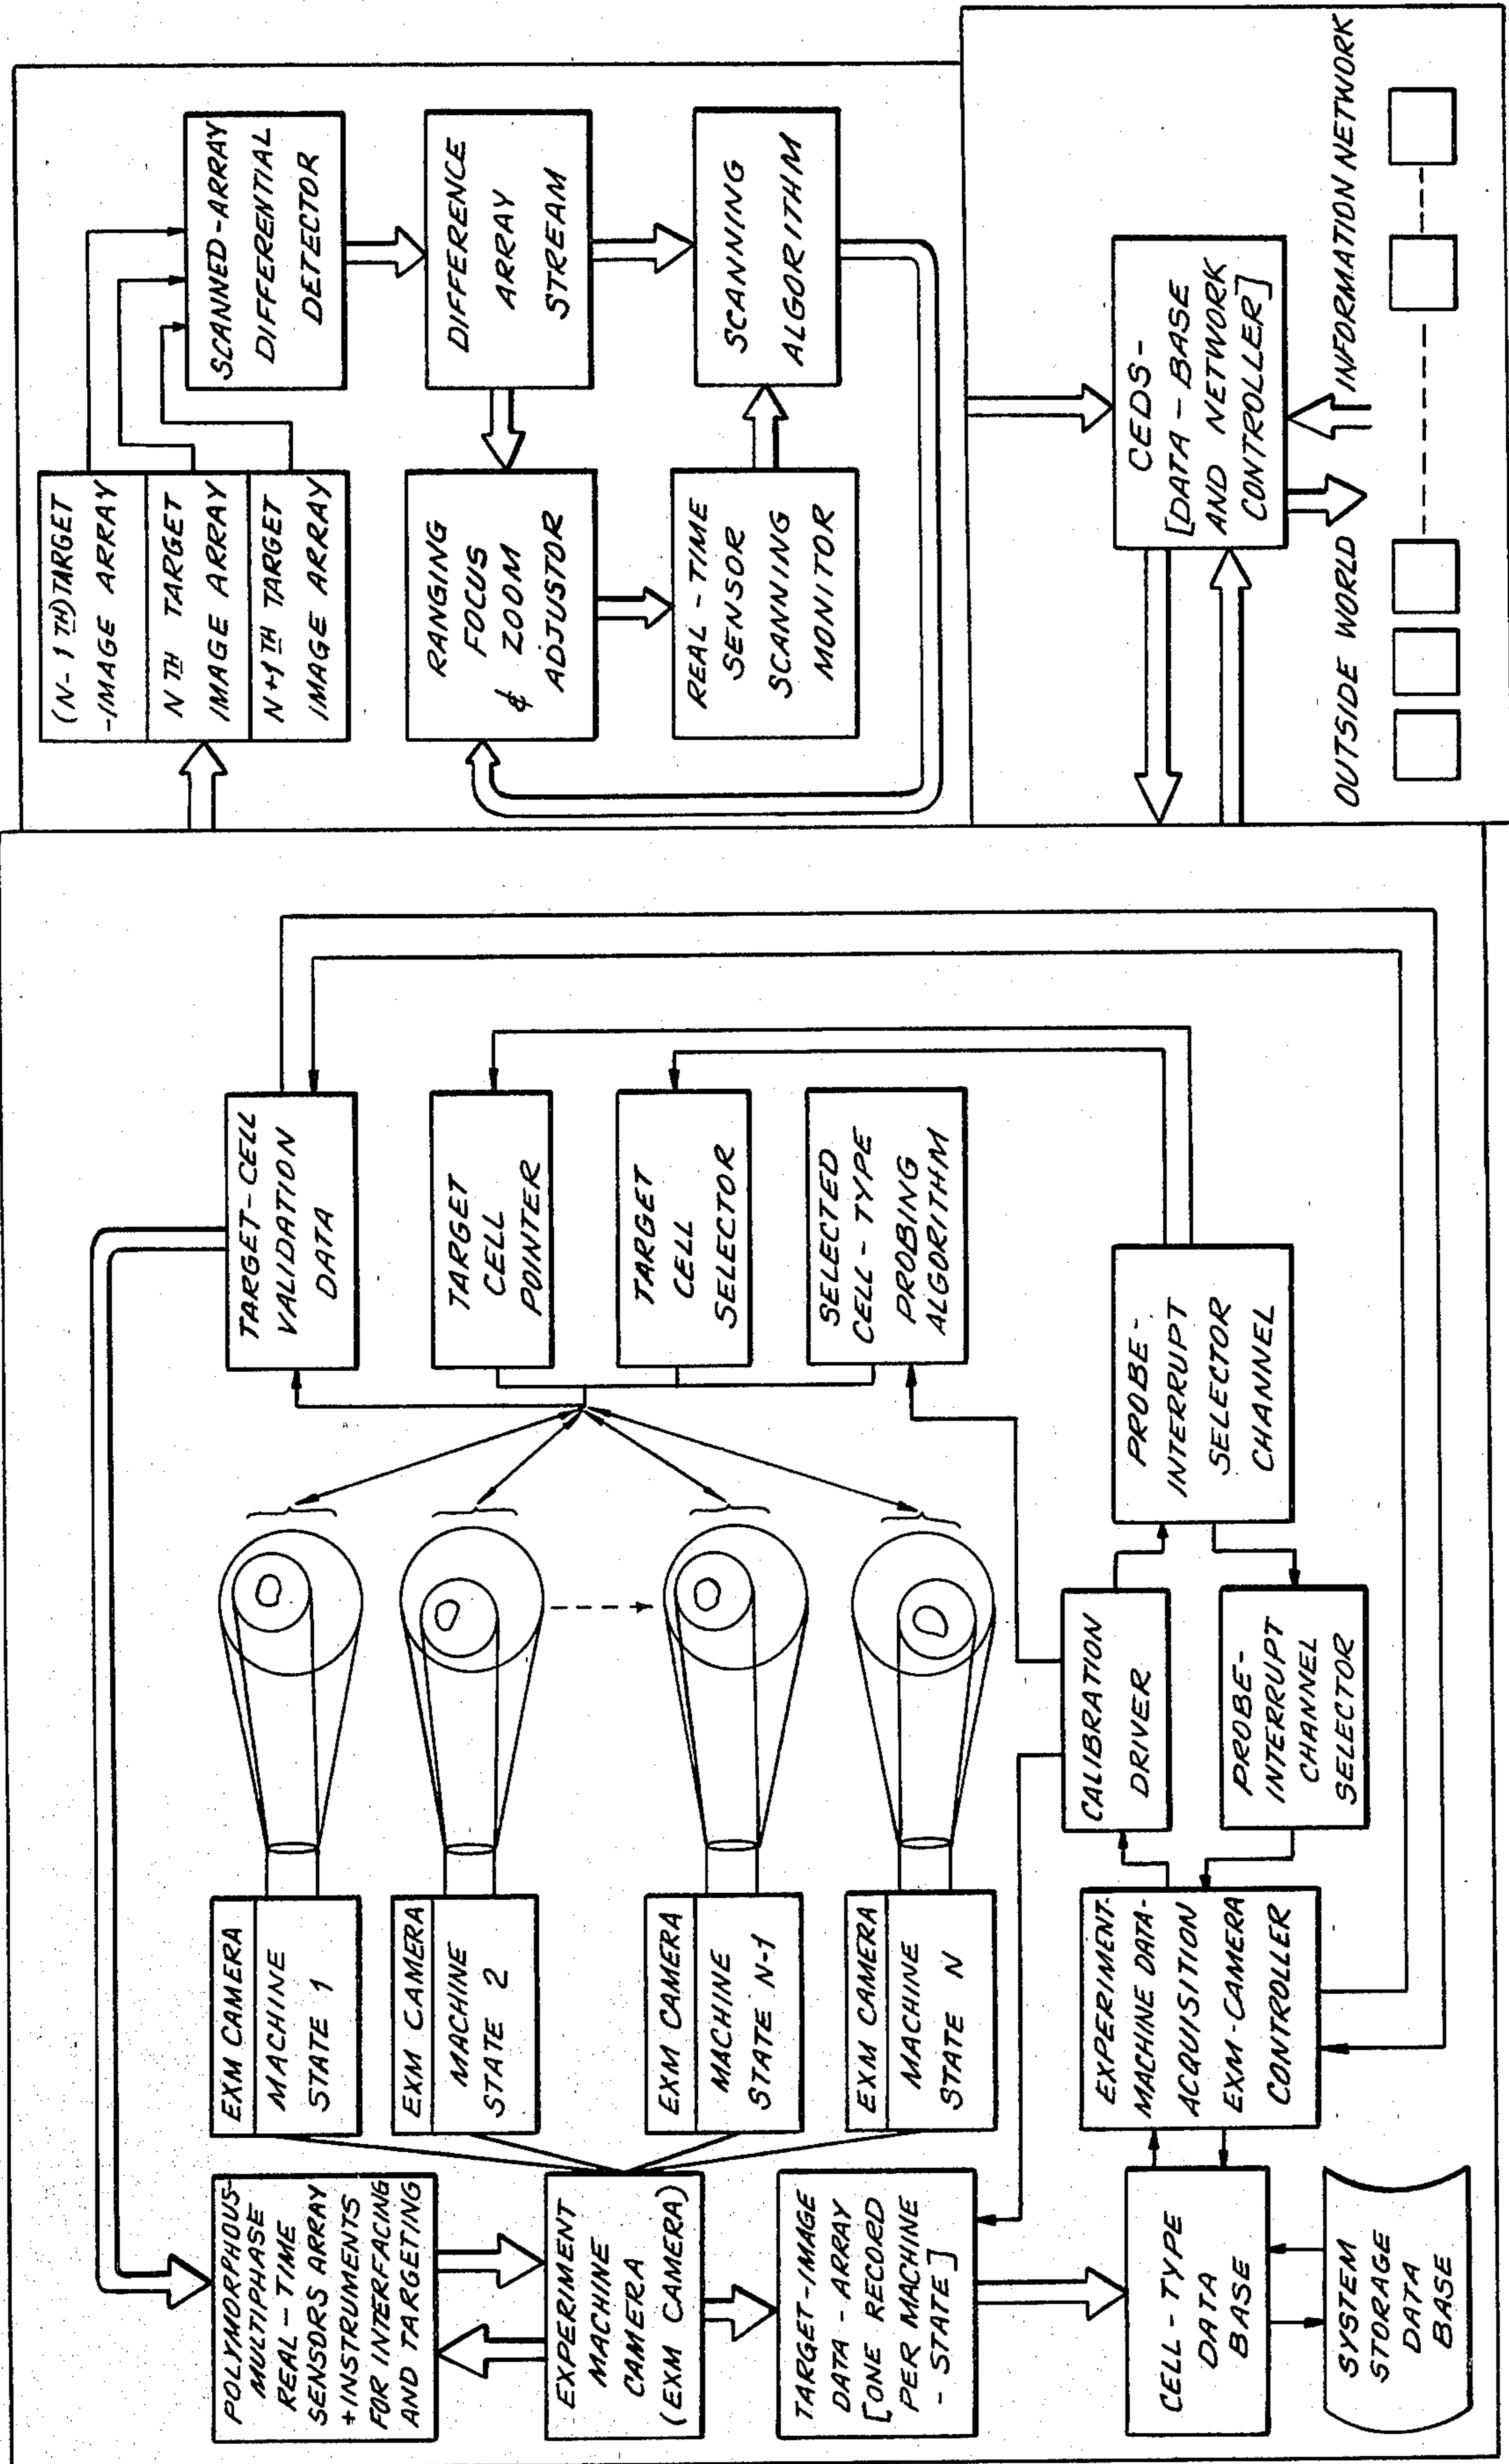 POLYMORPHOUS-
MULTIPHASE
REAL-TIME
SENSORS ARRAY
+INSTRUMENTS
FOR INTERFACING
AND TARGETING
EXPERIMENT
MACHINE
CAMERA
(EXM CAMERA)
TARGET-IMAGE
DATA-ARRAY
[ONE RECORD
PER MACHINE
-STATE]
CELL-TYPE
DATA
BASE
SYSTEM
STORAGE
DATA
BASE
EXM CAMERA
MACHINE
STATE 1
EXM CAMERA
MACHINE
STATE 2
EXM CAMERA
MACHINE
STATE N-1
EXM CAMERA
MACHINE
STATE N
EXPERIMENT-
MACHINE DATA-
ACQUISITION
EXM-CAMERA
CONTROLLER
CALIBRATION
DRIVER
PROBE-
INTERRUPT
CHANNEL
SELECTOR
TARGET-CELL
VALIDATION
DATA
TARGET
CELL
POINTER
TARGET
CELL
SELECTOR
SELECTED
CELL-TYPE
PROBING
ALGORITHM
PROBE-
INTERRUPT
SELECTOR
CHANNEL
(N-1 TH) TARGET
-IMAGE ARRAY
N TH TARGET
IMAGE ARRAY
N+1 TH TARGET
IMAGE ARRAY
SCANNED-ARRAY
DIFFERENTIAL
DETECTOR
RANGING
FOCUS
& ZOOM
ADJUSTOR
DIFFERENCE
ARRAY
STREAM
REAL-TIME
SENSOR
SCANNING
MONITOR
SCANNING
ALGORITHM
CEDS-
[DATA-BASE
AND NETWORK
CONTROLLER]
OUTSIDE WORLD
INFORMATION NETWORK